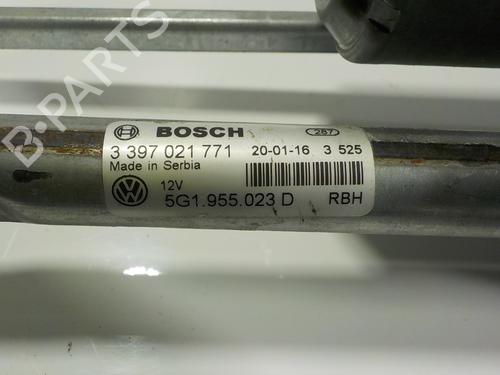 B-PARTS
BOSCH 287
3 397 021 771 20-01-16 3 525
Made in Serbia
12V
5G1.955.023 D RBH